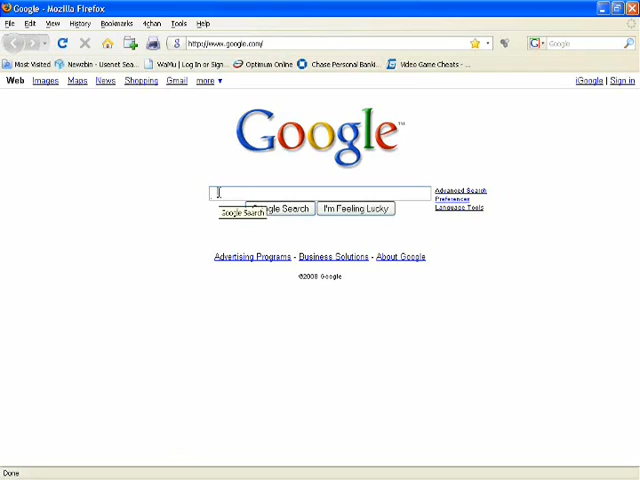 Google - Mozilla Firefox
File Edit View History Bookmarks 4chan Tools Help
http://www.google.com/
Google
Most Visited Newzbin - Usenet Sea... WaMu | Log In or Sign... Optimum Online Chase Personal Banki... Video Game Cheats - ...
Web Images Maps News Shopping Gmail more ▼ iGoogle | Sign in
Google™
Advanced Search
Preferences
Language Tools
Google Search I'm Feeling Lucky
Google Search
Advertising Programs - Business Solutions - About Google
©2008 Google
Done